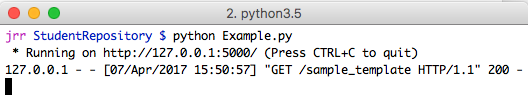 2. python3.5
jrr StudentRepository $ python Example.py
 * Running on http://127.0.0.1:5000/ (Press CTRL+C to quit)
127.0.0.1 - - [07/Apr/2017 15:50:57] "GET /sample_template HTTP/1.1" 200 -